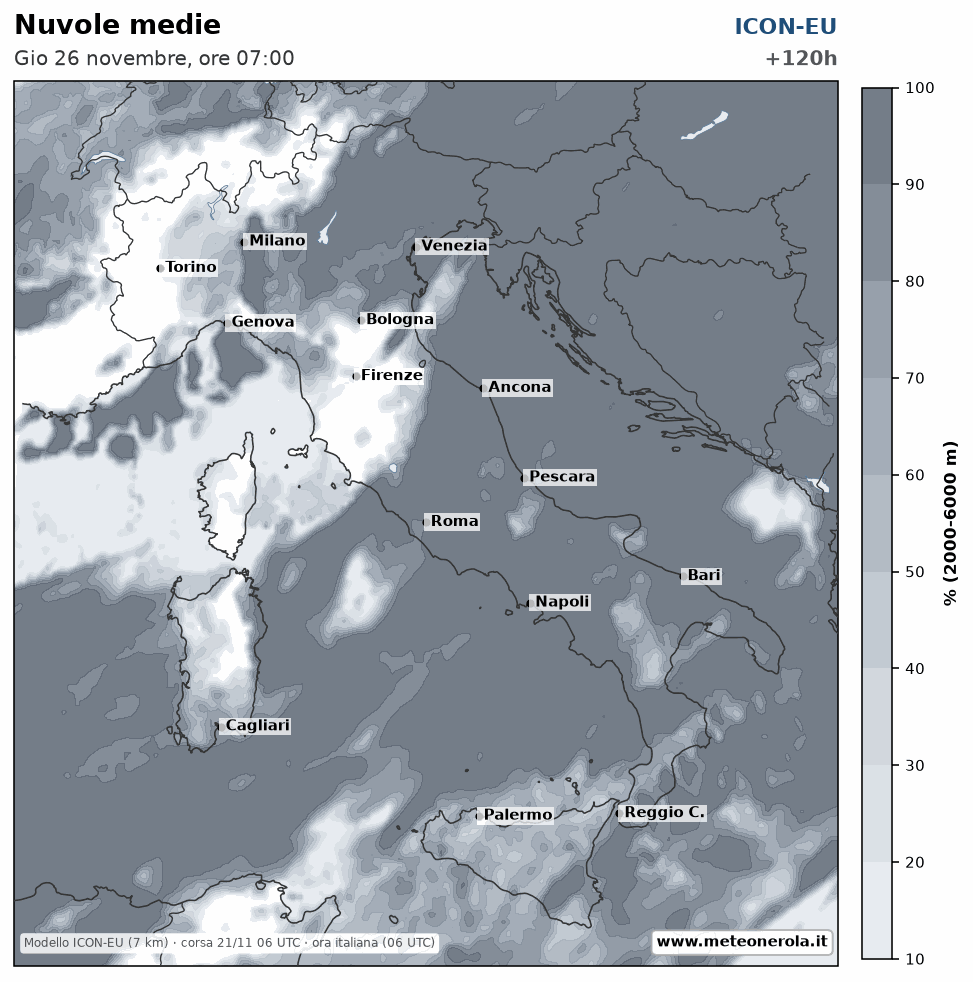 Nuvole medie
ICON-EU
Gio 26 novembre, ore 07:00
+120h
100
90
80
70
60
50
40
30
20
10
% (2000-6000 m)
Milano
Venezia
Torino
Genova
Bologna
Firenze
Ancona
Pescara
Roma
Bari
Napoli
Cagliari
Palermo
Reggio C.
Modello ICON-EU (7 km) · corsa 21/11 06 UTC · ora italiana (06 UTC)
www.meteonerola.it